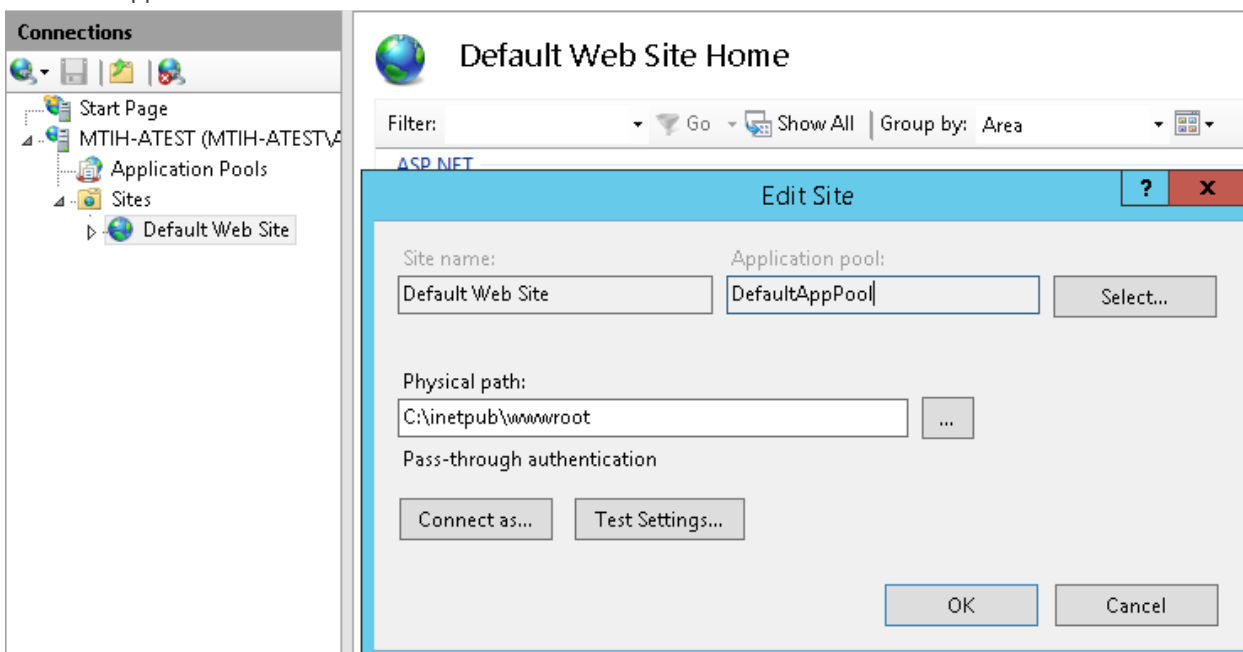 Connections
Start Page
MTIH-ATEST (MTIH-ATEST\A
Application Pools
Sites
Default Web Site
Default Web Site Home
Filter:
Go
Show All
Group by: Area
ASP.NET
Edit Site
?
x
Site name:
Application pool:
Default Web Site
DefaultAppPool
Select...
Physical path:
C:\inetpub\wwwroot
...
Pass-through authentication
Connect as...
Test Settings...
OK
Cancel